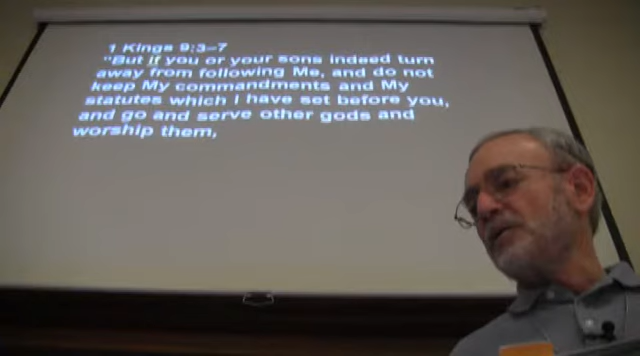 1 Kings 9:3–7
"But if you or your sons indeed turn
away from following Me, and do not
keep My commandments and My
statutes which I have set before you,
and go and serve other gods and
worship them,